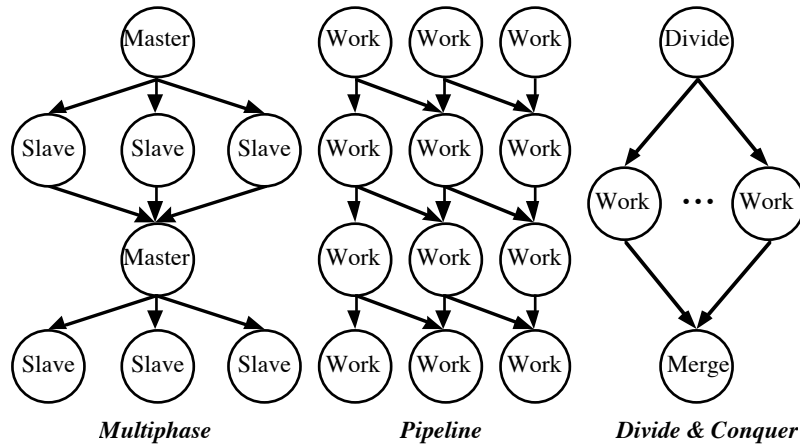 Master Work Work Work Divide
Slave Slave Slave Work Work Work
Work ••• Work
Master Work Work Work
Slave Slave Slave Work Work Work Merge
Multiphase Pipeline Divide & Conquer